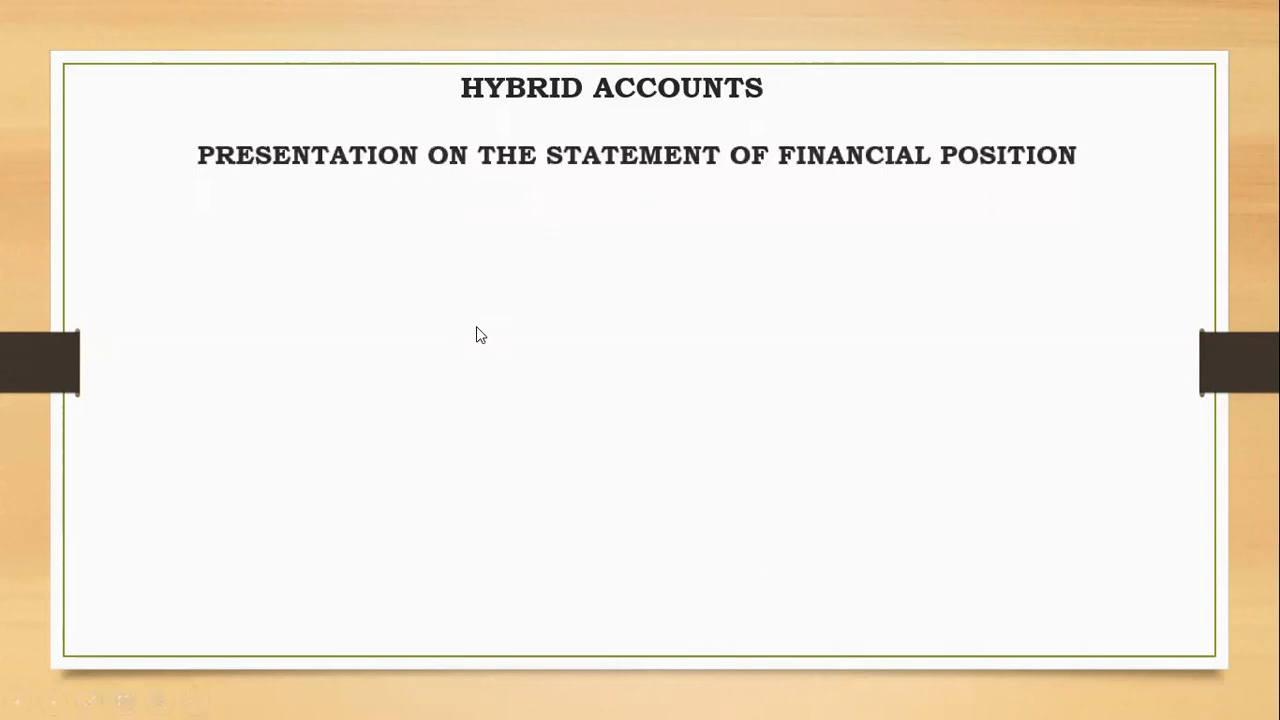 HYBRID ACCOUNTS
PRESENTATION ON THE STATEMENT OF FINANCIAL POSITION